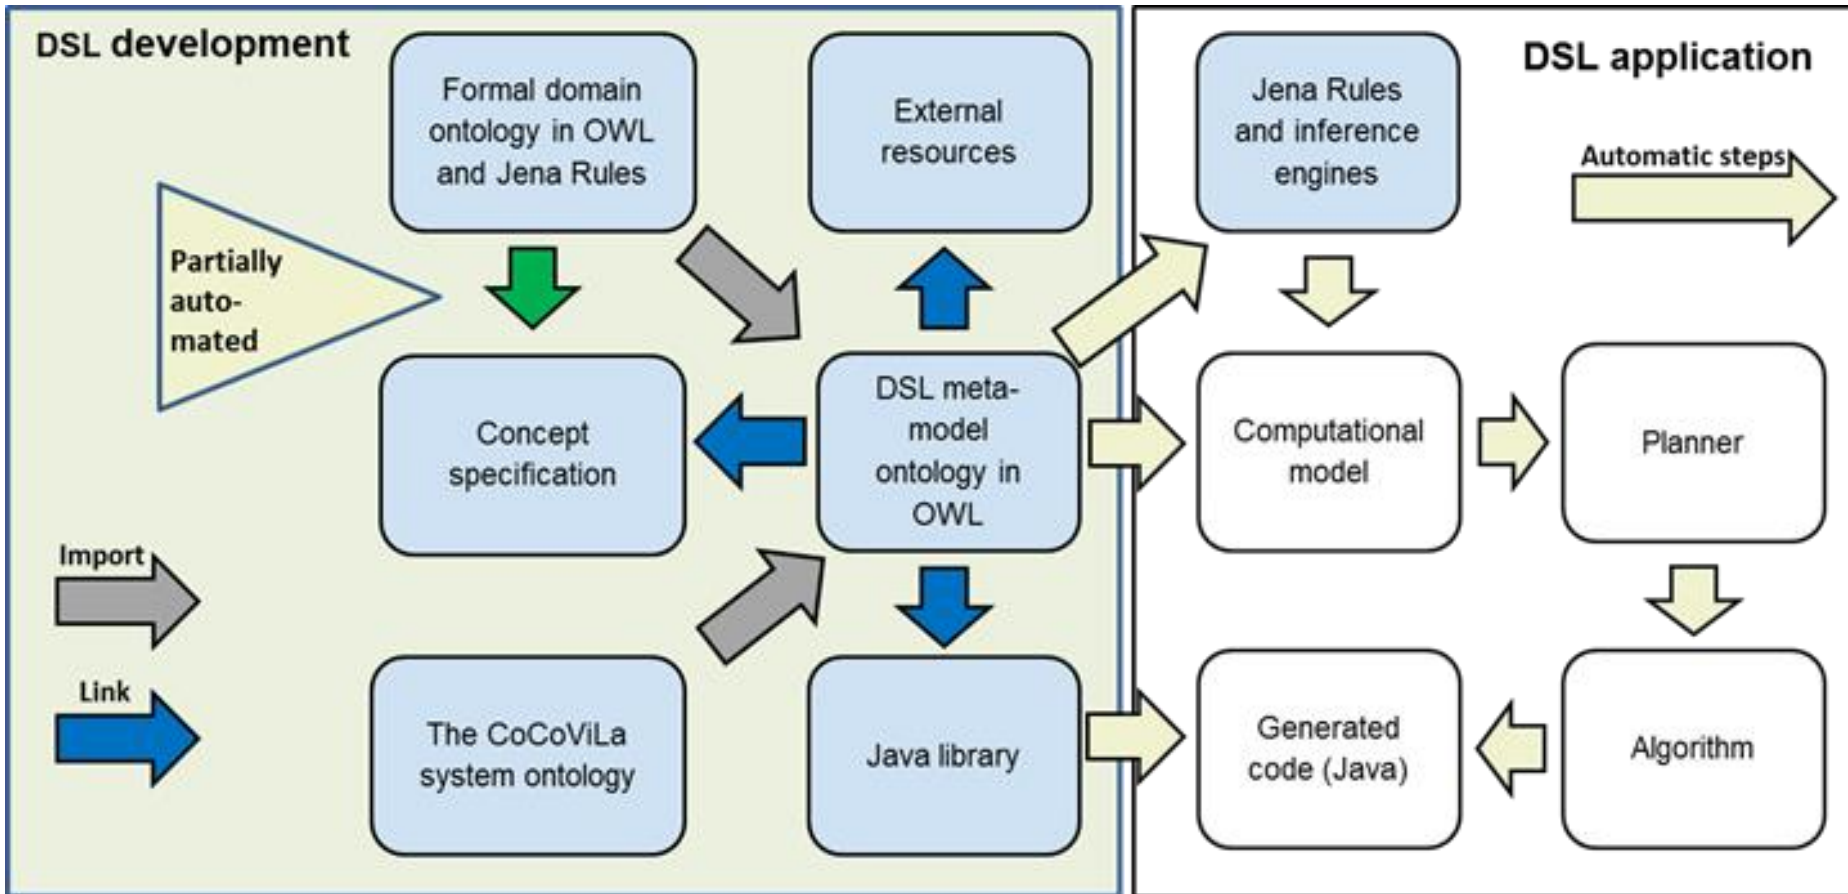 DSL development
DSL application
Formal domain
ontology in OWL
and Jena Rules
External
resources
Jena Rules
and inference
engines
Automatic steps
Partially
auto-
mated
Concept
specification
DSL meta-
model
ontology in
OWL
Computational
model
Planner
Import
Link
The CoCoViLa
system ontology
Java library
Generated
code (Java)
Algorithm